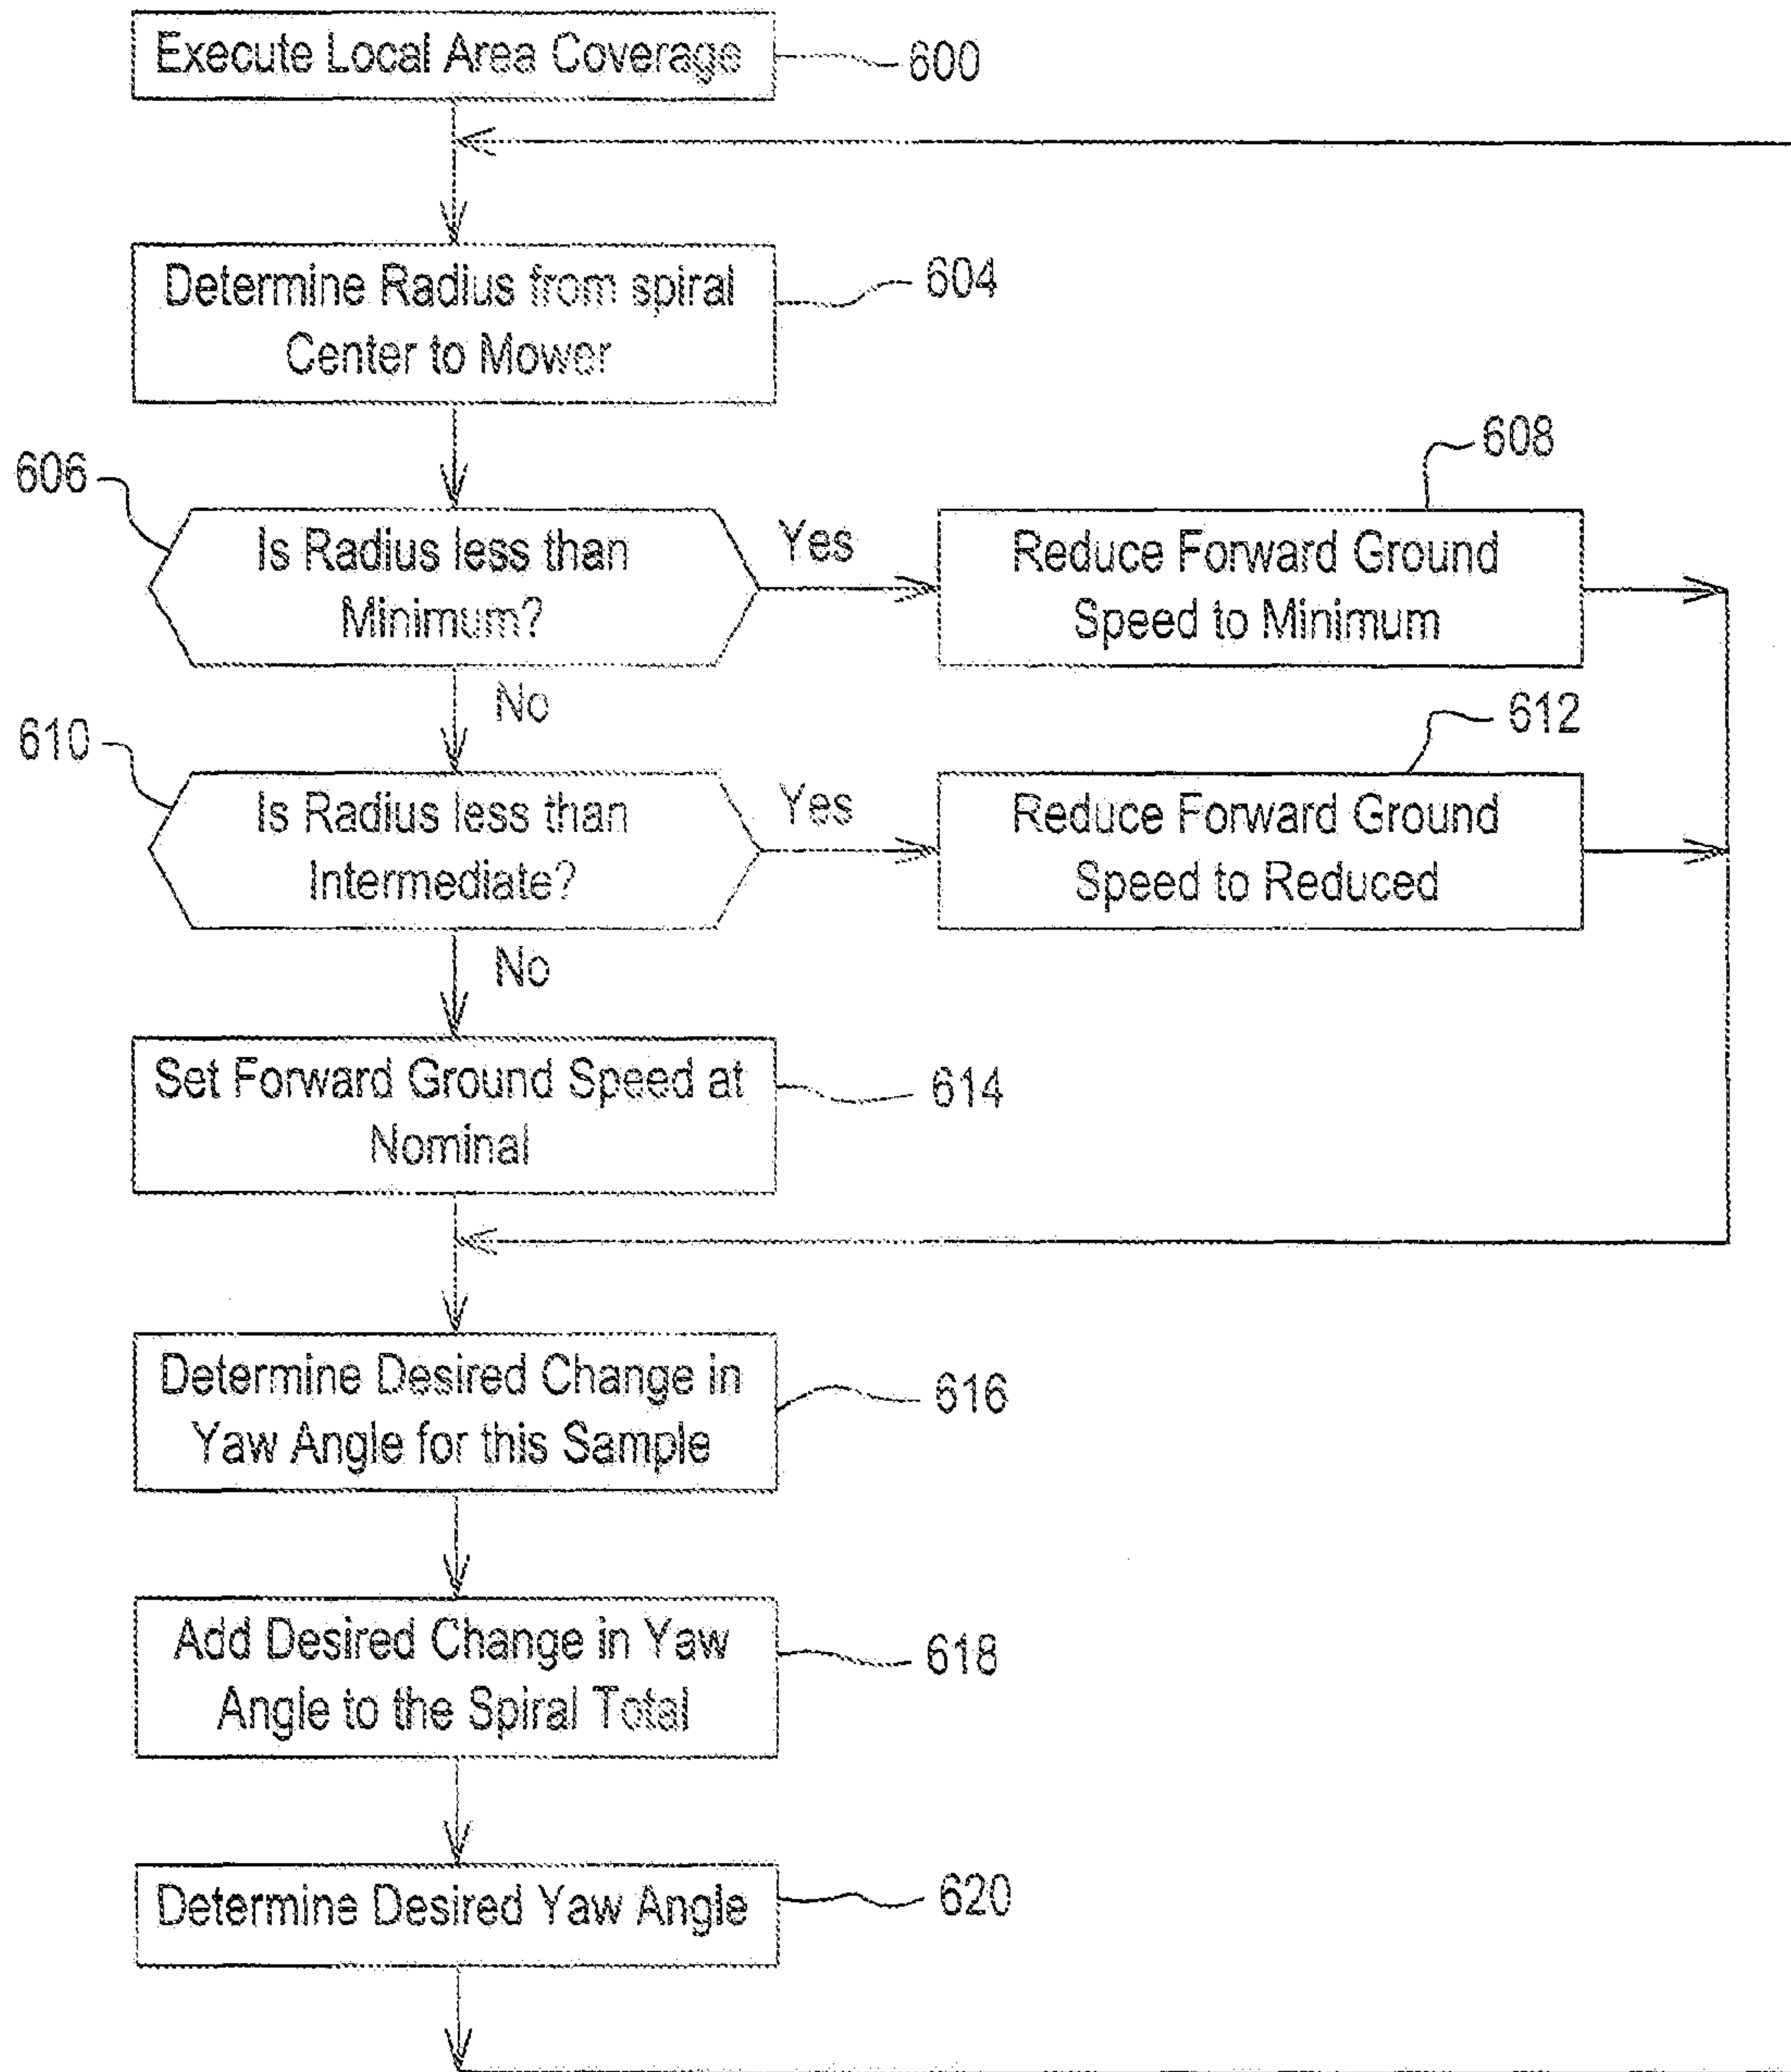 Execute Local Area Coverage
600
Determine Radius from spiral
Center to Mower
604
606
Is Radius less than
Minimum?
Yes
Reduce Forward Ground
Speed to Minimum
608
No
610
Is Radius less than
Intermediate?
Yes
Reduce Forward Ground
Speed to Reduced
612
No
Set Forward Ground Speed at
Nominal
614
Determine Desired Change in
Yaw Angle for this Sample
616
Add Desired Change in Yaw
Angle to the Spiral Total
618
Determine Desired Yaw Angle
620